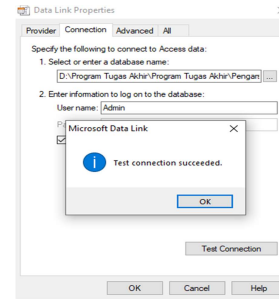 Data Link Properties
Provider Connection Advanced All
Specify the following to connect to Access data:
1. Select or enter a database name:
D:\Program Tugas Akhir\Program Tugas Akhir\Pengam ...
2. Enter information to log on to the database:
User name: Admin
Microsoft Data Link
Test connection succeeded.
OK
Test Connection
OK Cancel Help